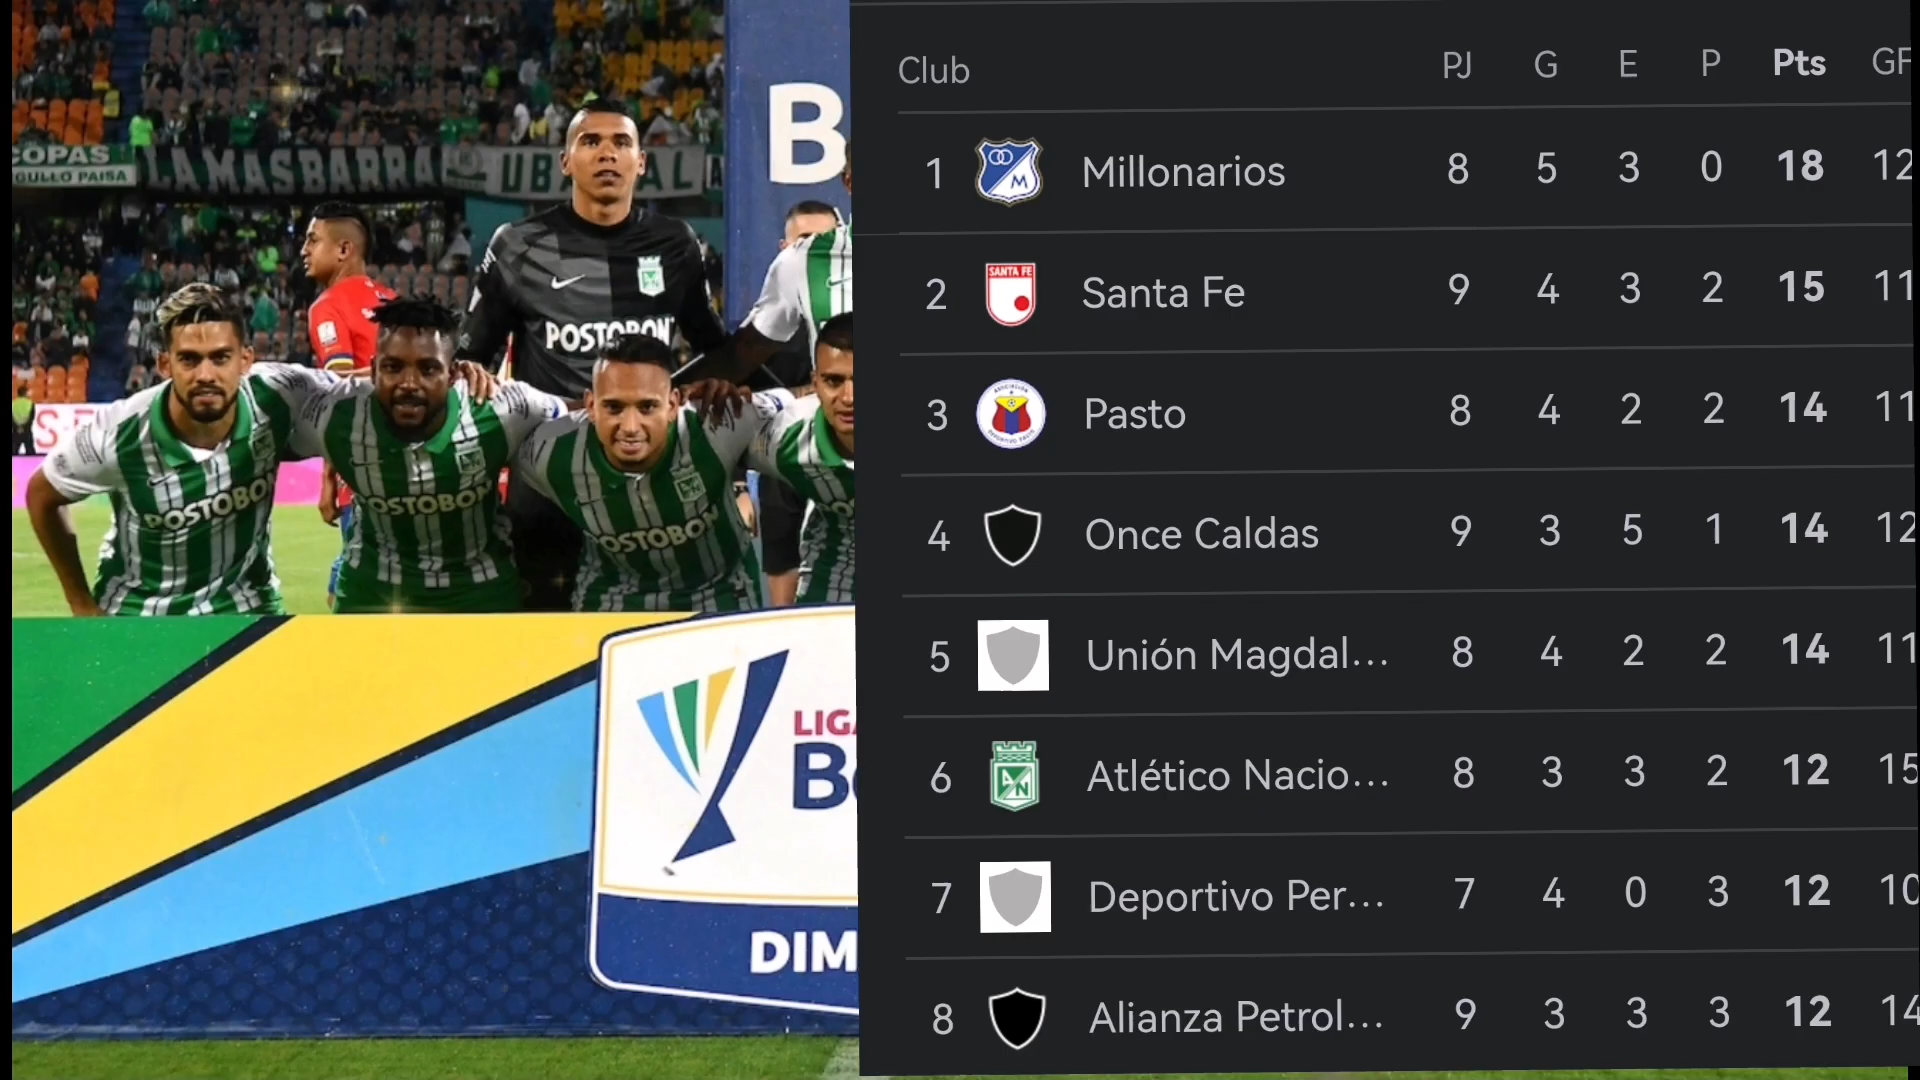 COPAS
GULLO PAISA
LAMASBARRA
B
POSTOBON
POSTOBON
POSTOBON
POSTOBON
LIGA
DIM
Club PJ G E P Pts GF
1 Millonarios 8 5 3 0 18 12
2 SANTA FE Santa Fe 9 4 3 2 15 11
3 Pasto 8 4 2 2 14 11
4 Once Caldas 9 3 5 1 14 12
5 Unión Magdal... 8 4 2 2 14 11
6 Atlético Nacio... 8 3 3 2 12 15
7 Deportivo Per... 7 4 0 3 12 10
8 Alianza Petrol... 9 3 3 3 12 14